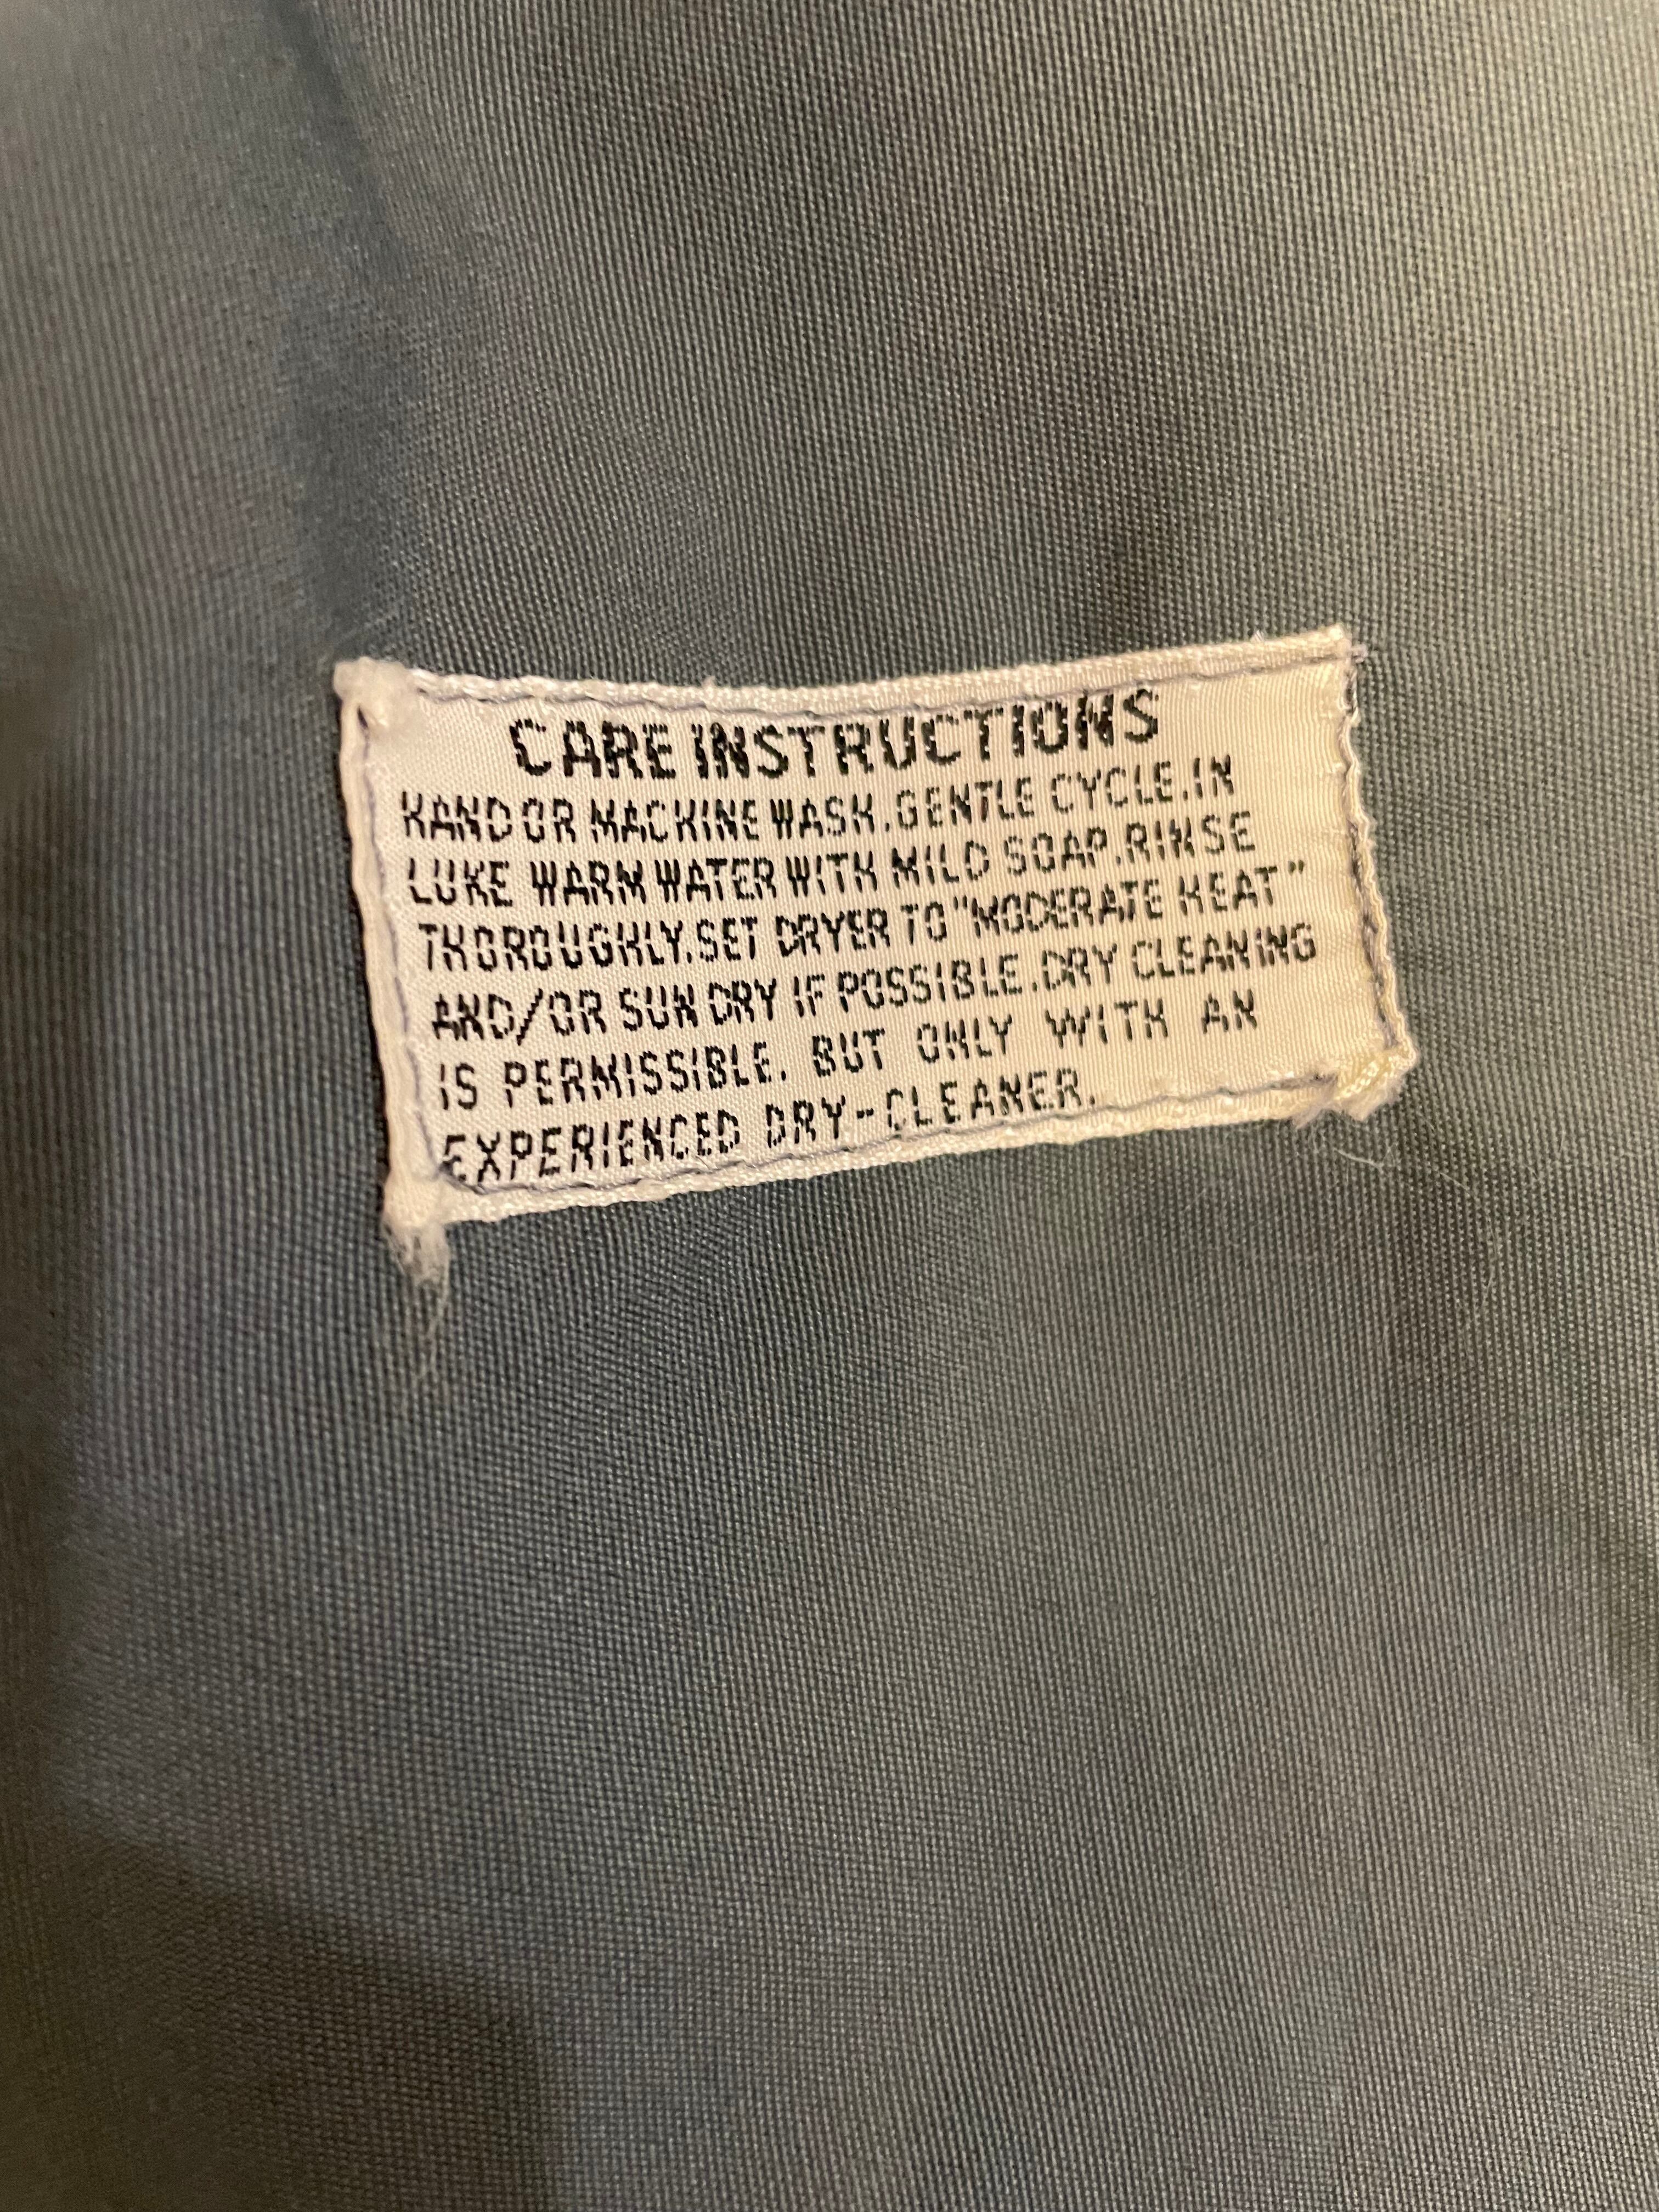 CARE INSTRUCTIONS
HAND OR MACHINE WASH. GENTLE CYCLE. IN
LUKE WARM WATER WITH MILD SOAP. RINSE
THOROUGHLY. SET DRYER TO "MODERATE HEAT"
AND/OR SUN DRY IF POSSIBLE. DRY CLEANING
IS PERMISSIBLE. BUT ONLY WITH AN
EXPERIENCED DRY-CLEANER.